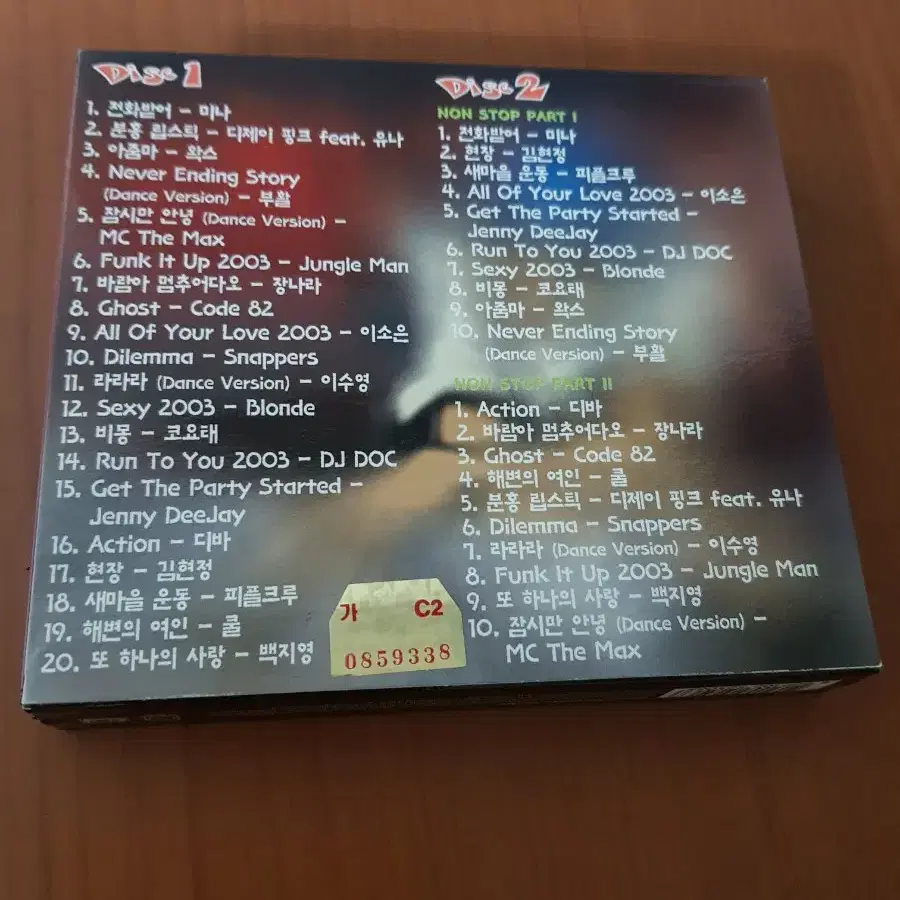 Disc 1
1. 전화받어 - 미나
2. 분홍 립스틱 - 디제이 핑크 feat. 유나
3. 아줌마 - 왁스
4. Never Ending Story
(Dance Version) - 부활
5. 잠시만 안녕 (Dance Version) -
MC The Max
6. Funk It Up 2003 - Jungle Man
7. 바람아 멈추어다오 - 장나라
8. Ghost - Code 82
9. All Of Your Love 2003 - 이소은
10. Dilemma - Snappers
11. 라라라 (Dance Version) - 이수영
12. Sexy 2003 - Blonde
13. 비몽 - 코요태
14. Run To You 2003 - DJ DOC
15. Get The Party Started -
Jenny DeeJay
16. Action - 디바
17. 현장 - 김현정
18. 새마을 운동 - 피플크루
19. 해변의 여인 - 쿨
20. 또 하나의 사랑 - 백지영
Disc 2
NON STOP PART I
1. 전화받어 - 미나
2. 현장 - 김현정
3. 새마을 운동 - 피플크루
4. All Of Your Love 2003 - 이소은
5. Get The Party Started -
Jenny DeeJay
6. Run To You 2003 - DJ DOC
7. Sexy 2003 - Blonde
8. 비몽 - 코요태
9. 아줌마 - 왁스
10. Never Ending Story
(Dance Version) - 부활
NON STOP PART II
1. Action - 디바
2. 바람아 멈추어다오 - 장나라
3. Ghost - Code 82
4. 해변의 여인 - 쿨
5. 분홍 립스틱 - 디제이 핑크 feat. 유나
6. Dilemma - Snappers
7. 라라라 (Dance Version) - 이수영
8. Funk It Up 2003 - Jungle Man
9. 또 하나의 사랑 - 백지영
10. 잠시만 안녕 (Dance Version) -
MC The Max
가 C2
0859338